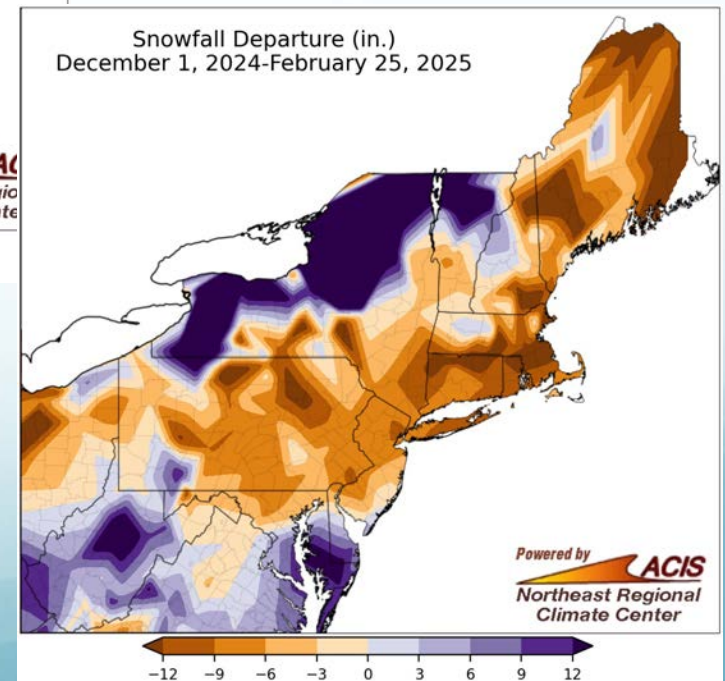 Snowfall Departure (in.)
December 1, 2024-February 25, 2025
Powered by
ACIS
Northeast Regional
Climate Center
−12 −9 −6 −3 0 3 6 9 12